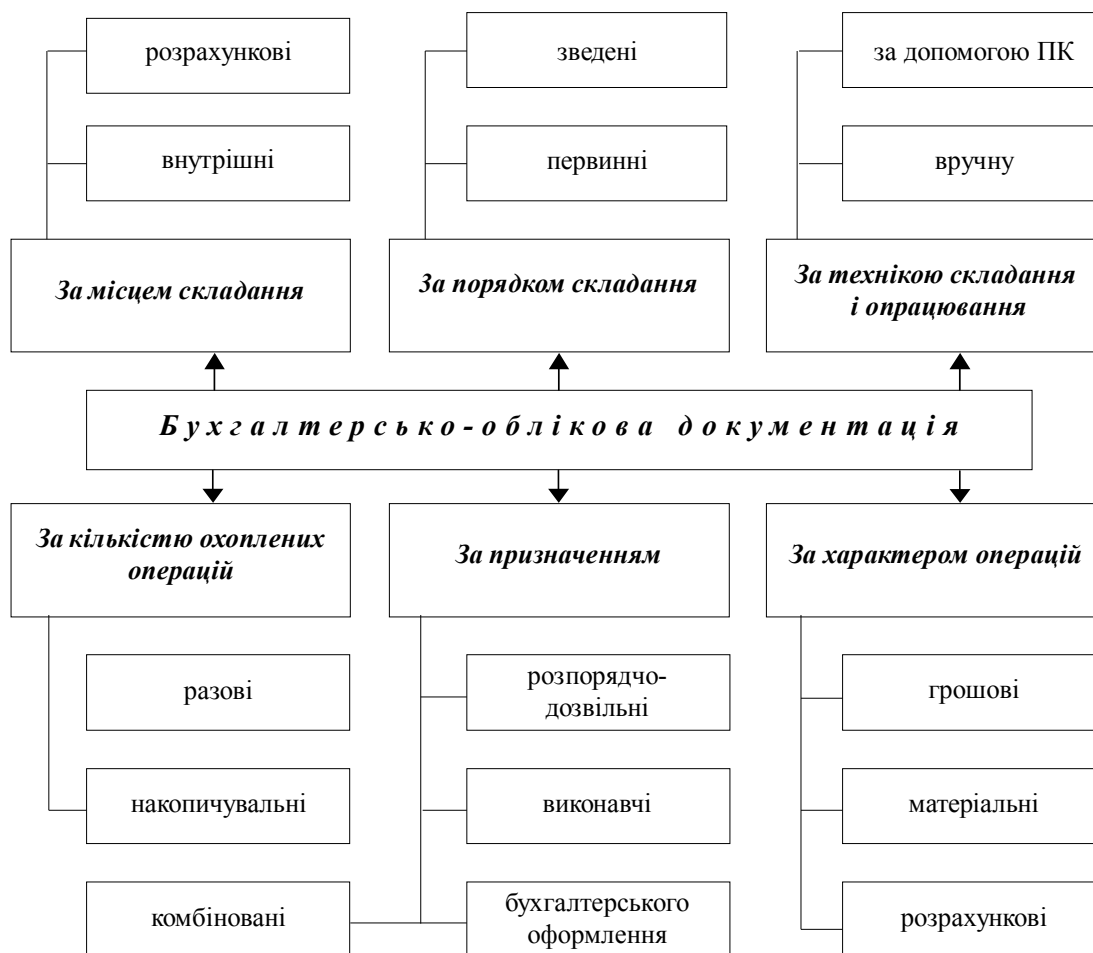 розрахункові
зведені
за допомогою ПК
внутрішні
первинні
вручну
За місцем складання
За порядком складання
За технікою складання
і опрацювання
Бухгалтерсько-облікова документація
За кількістю охоплених
операцій
За призначенням
За характером операцій
разові
розпорядчо-
дозвільні
грошові
накопичувальні
виконавчі
матеріальні
комбіновані
бухгалтерського
оформлення
розрахункові